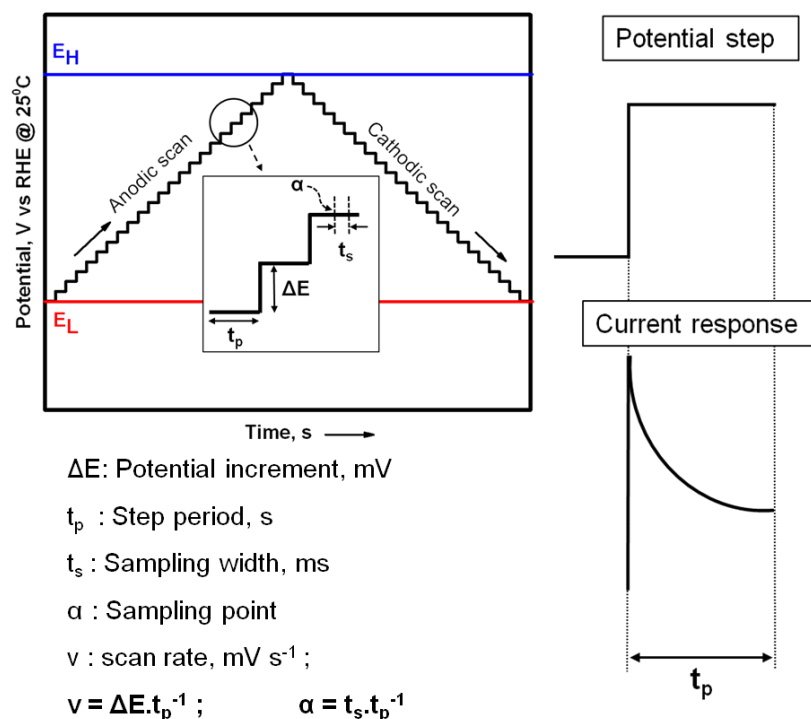 Potential step
E_H
Anodic scan
Cathodic scan
α
t_s
ΔE
t_p
E_L
Potential, V vs RHE @ 25⁰C
Time, s
Current response
t_p
ΔE: Potential increment, mV
t_p : Step period, s
t_s : Sampling width, ms
α : Sampling point
ν : scan rate, mV s⁻¹ ;
ν = ΔE.t_p⁻¹ ; α = t_s.t_p⁻¹